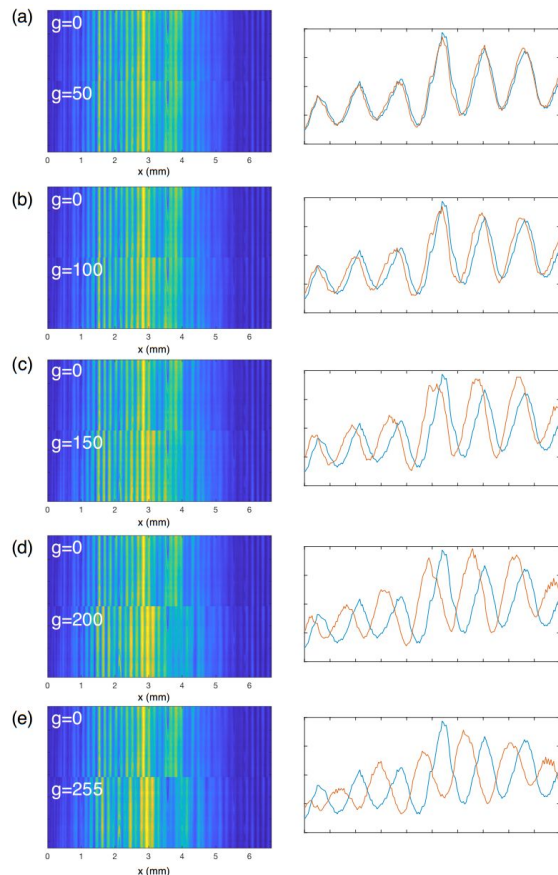 (a)
g=0
g=50
0 1 2 3 4 5 6
x (mm)
(b)
g=0
g=100
0 1 2 3 4 5 6
x (mm)
(c)
g=0
g=150
0 1 2 3 4 5 6
x (mm)
(d)
g=0
g=200
0 1 2 3 4 5 6
x (mm)
(e)
g=0
g=255
0 1 2 3 4 5 6
x (mm)